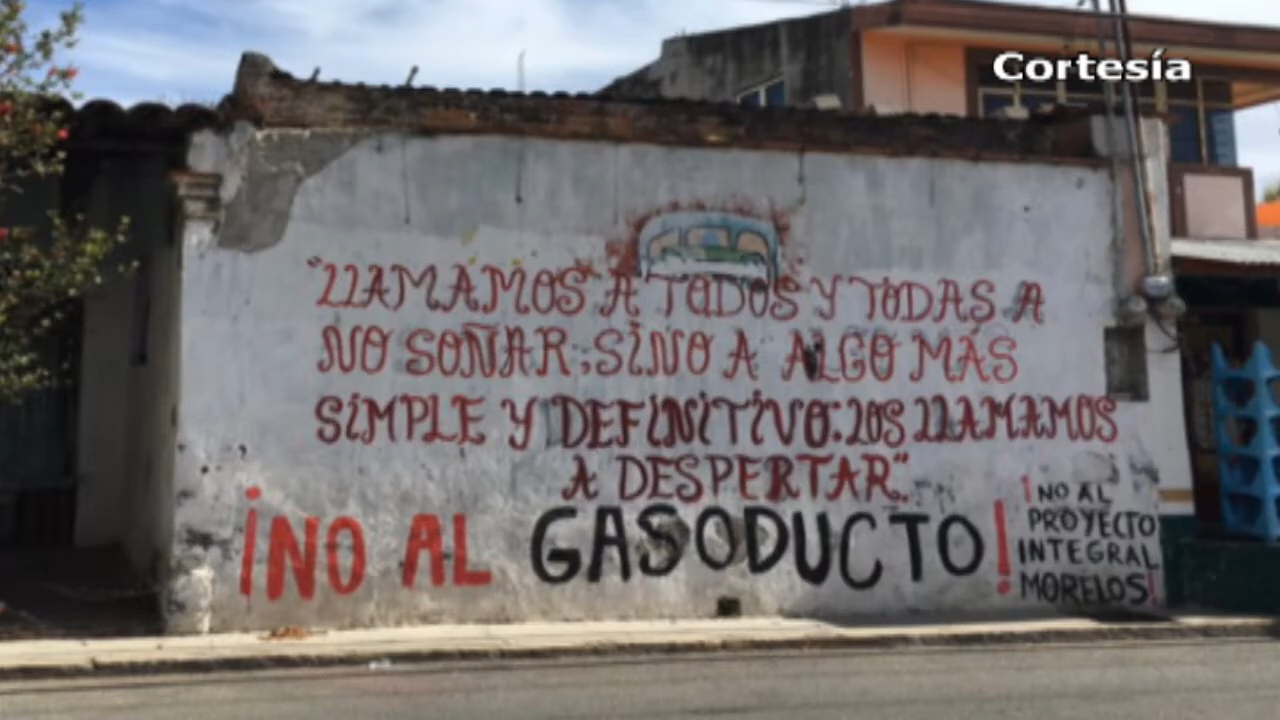 Cortesía
"LLAMAMOS A TODOS Y TODAS A
NO SOÑAR, SINO A ALGO MÁS
SIMPLE Y DEFINITIVO: LOS LLAMAMOS
A DESPERTAR".
¡NO AL GASODUCTO!
¡NO AL
PROYECTO
INTEGRAL
MORELOS!